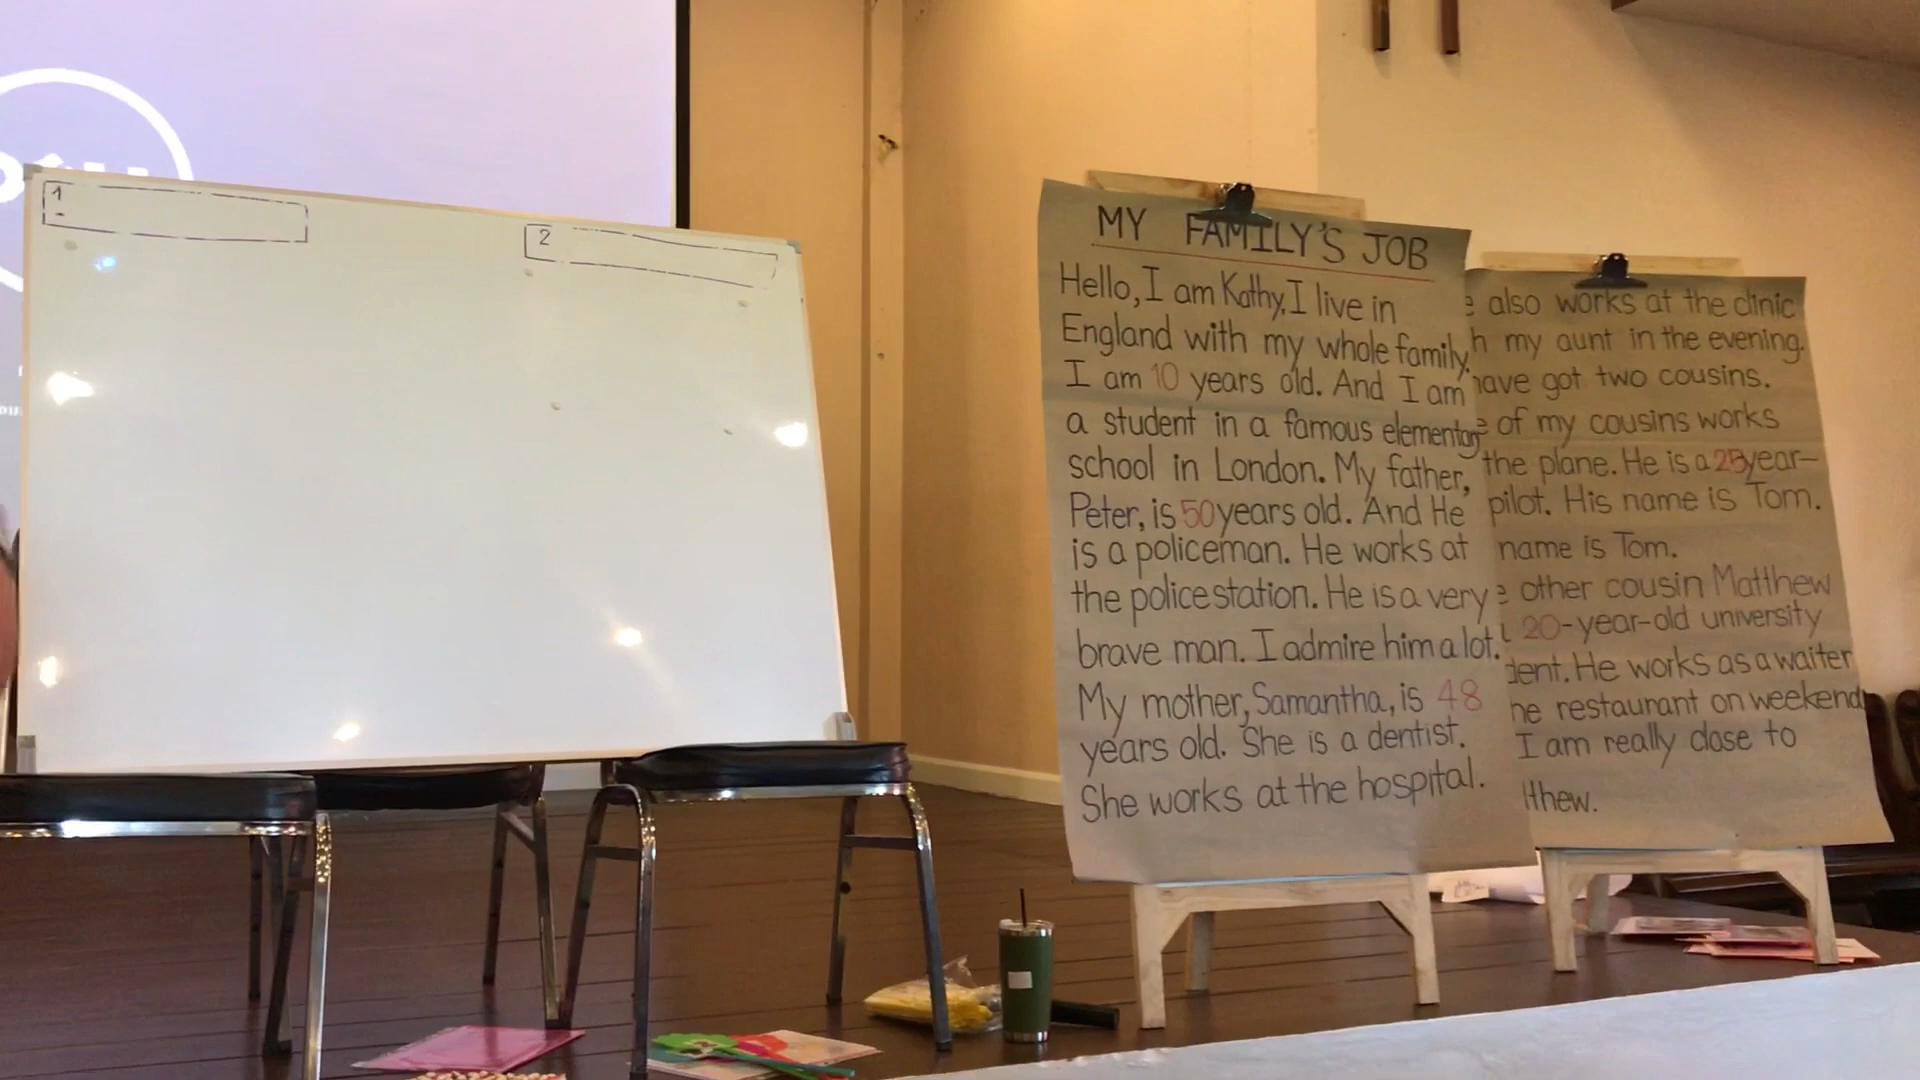 1
2
MY FAMILY'S JOB
Hello, I am Kathy, I live in
England with my whole family.
I am 10 years old. And I am
a student in a famous elementary
school in London. My father,
Peter, is 50 years old. And He
is a policeman. He works at
the police station. He is a very
brave man. I admire him a lot.
My mother, Samantha, is 48
years old. She is a dentist.
She works at the hospital.
also works at the clinic
my aunt in the evening.
have got two cousins.
of my cousins works
the plane. He is a 25 year-
pilot. His name is Tom.
name is Tom.
other cousin Matthew
20-year-old university
He works as a waiter
restaurant on weekend
I am really close to